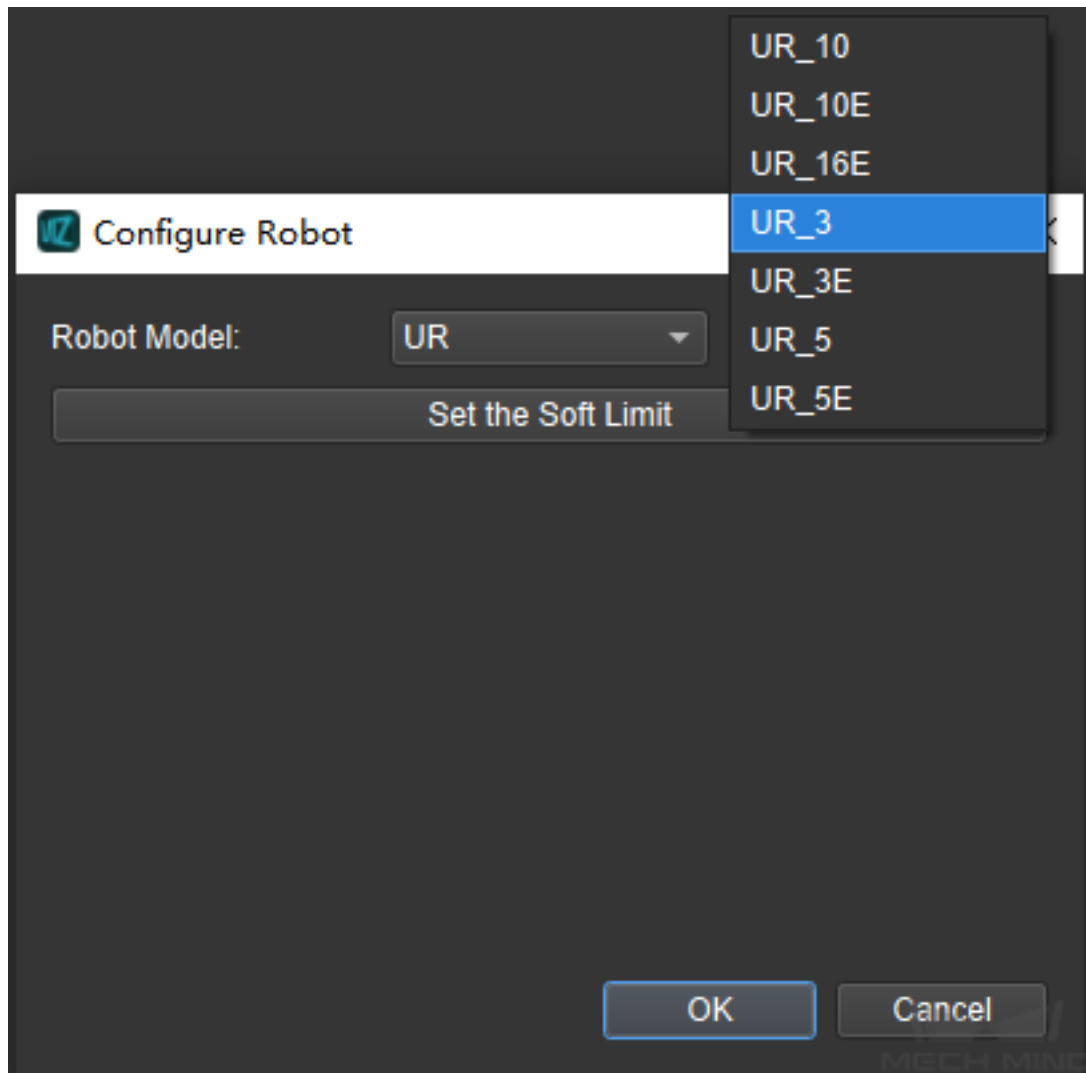 UR_10
UR_10E
UR_16E
UR_3
UR_3E
UR_5
UR_5E
Configure Robot
Robot Model:
UR
Set the Soft Limit
OK
Cancel
MECH MIND